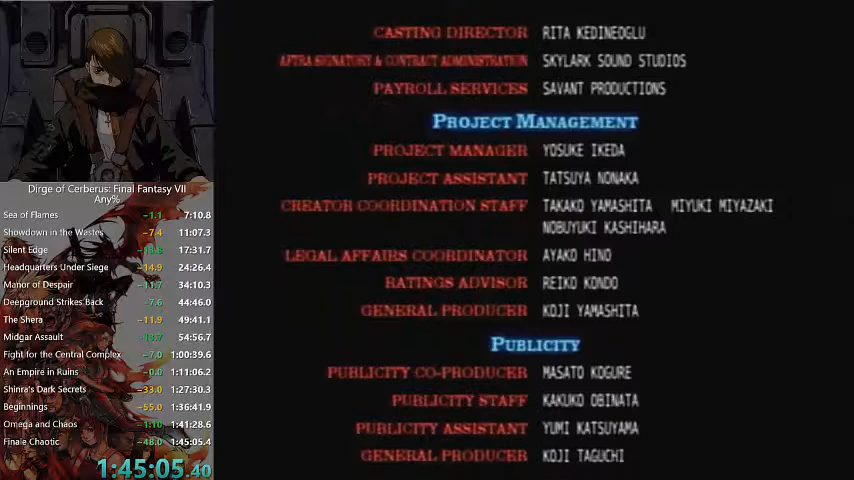 Dirge of Cerberus: Final Fantasy VII
Any%
Sea of Flames -1.1 7:10.8
Showdown in the Wastes -7.4 11:07.3
Silent Edge -13.8 17:31.7
Headquarters Under Siege -14.9 24:26.4
Manor of Despair -11.7 34:10.3
Deepground Strikes Back -7.6 44:46.0
The Shera -11.9 49:41.1
Midgar Assault -13.7 54:56.7
Fight for the Central Complex -7.0 1:00:39.6
An Empire in Ruins -0.0 1:11:06.2
Shinra's Dark Secrets -33.0 1:27:30.3
Beginnings -55.0 1:36:41.9
Omega and Chaos -1:10 1:41:28.6
Finale Chaotic -48.0 1:45:05.4
1:45:05.40
CASTING DIRECTOR RITA KEDINEOGLU
AFTRA SIGNATORY & CONTRACT ADMINISTRATION SKYLARK SOUND STUDIOS
PAYROLL SERVICES SAVANT PRODUCTIONS
PROJECT MANAGEMENT
PROJECT MANAGER YOSUKE IKEDA
PROJECT ASSISTANT TATSUYA NONAKA
CREATOR COORDINATION STAFF TAKAKO YAMASHITA MIYUKI MIYAZAKI
NOBUYUKI KASHIHARA
LEGAL AFFAIRS COORDINATOR AYAKO HINO
RATINGS ADVISOR REIKO KONDO
GENERAL PRODUCER KOJI YAMASHITA
PUBLICITY
PUBLICITY CO-PRODUCER MASATO KOGURE
PUBLICITY STAFF KAKUKO OBINATA
PUBLICITY ASSISTANT YUMI KATSUYAMA
GENERAL PRODUCER KOJI TAGUCHI